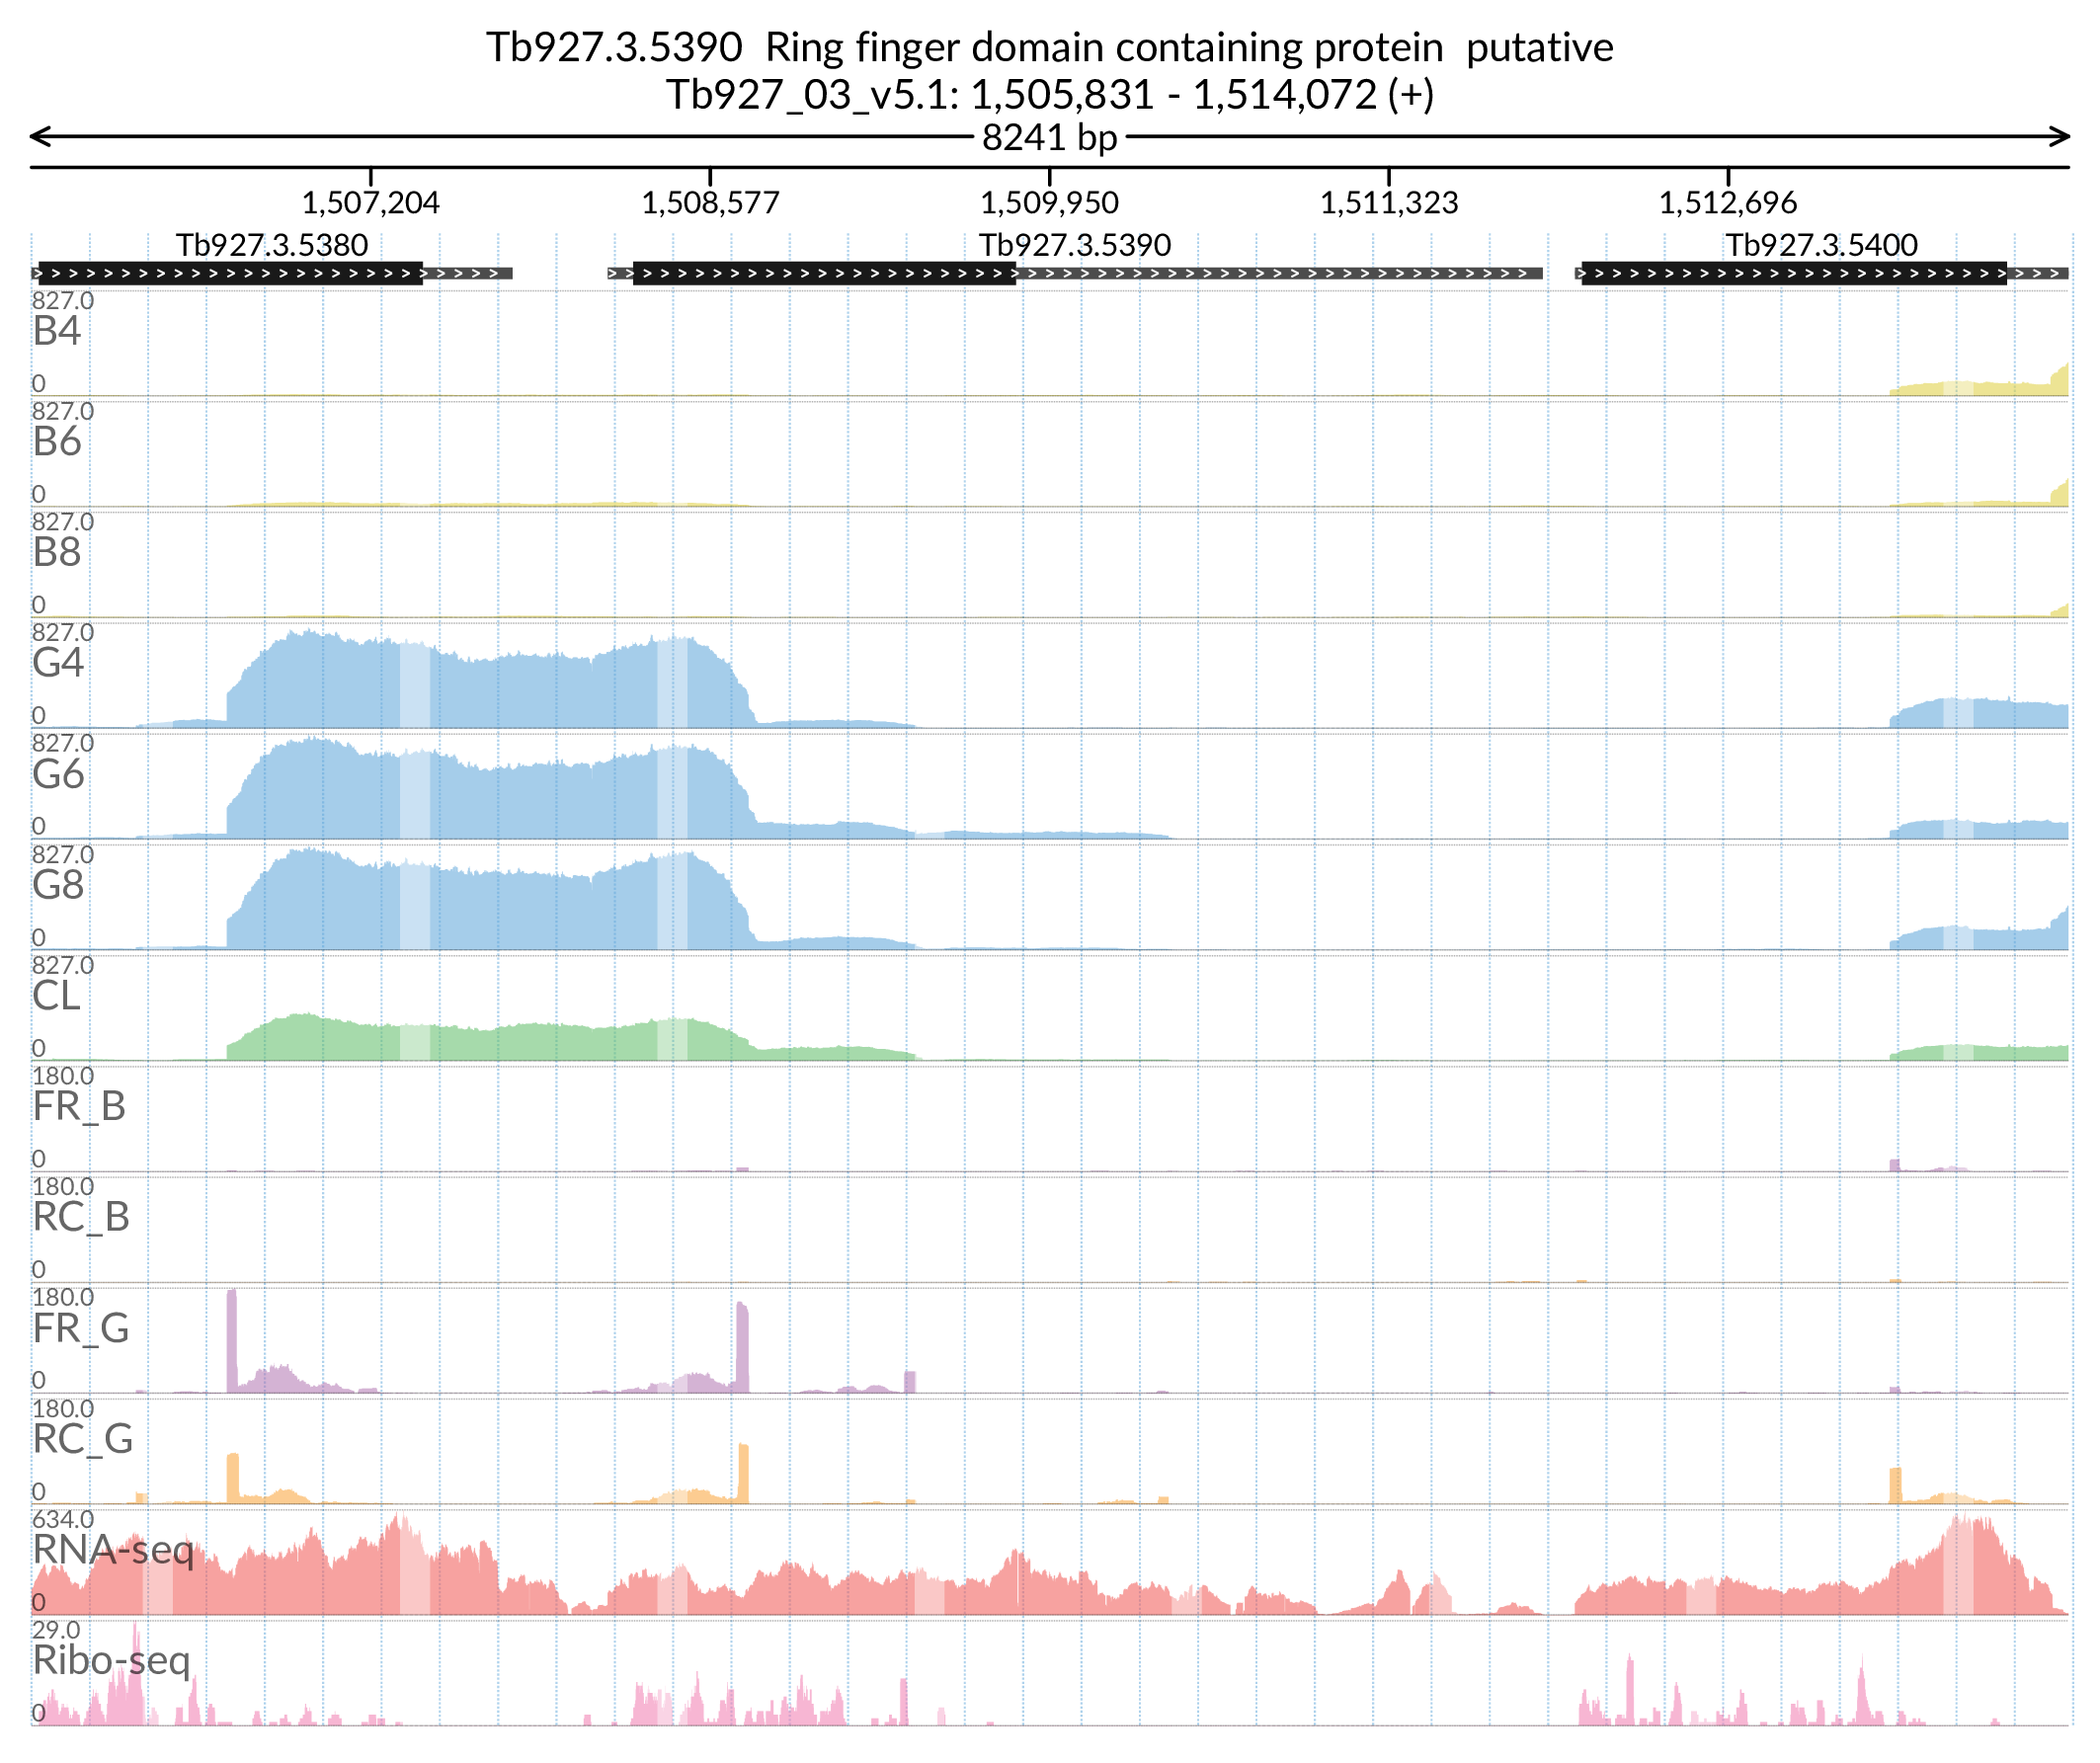 Tb927.3.5390  Ring finger domain containing protein  putative
Tb927_03_v5.1: 1,505,831 - 1,514,072 (+)
8241 bp
1,507,204 1,508,577 1,509,950 1,511,323 1,512,696
Tb927.3.5380 Tb927.3.5390 Tb927.3.5400
827.0
B4
0
827.0
B6
0
827.0
B8
0
827.0
G4
0
827.0
G6
0
827.0
G8
0
827.0
CL
0
180.0
FR_B
0
180.0
RC_B
0
180.0
FR_G
0
180.0
RC_G
0
634.0
RNA-seq
0
29.0
Ribo-seq
0